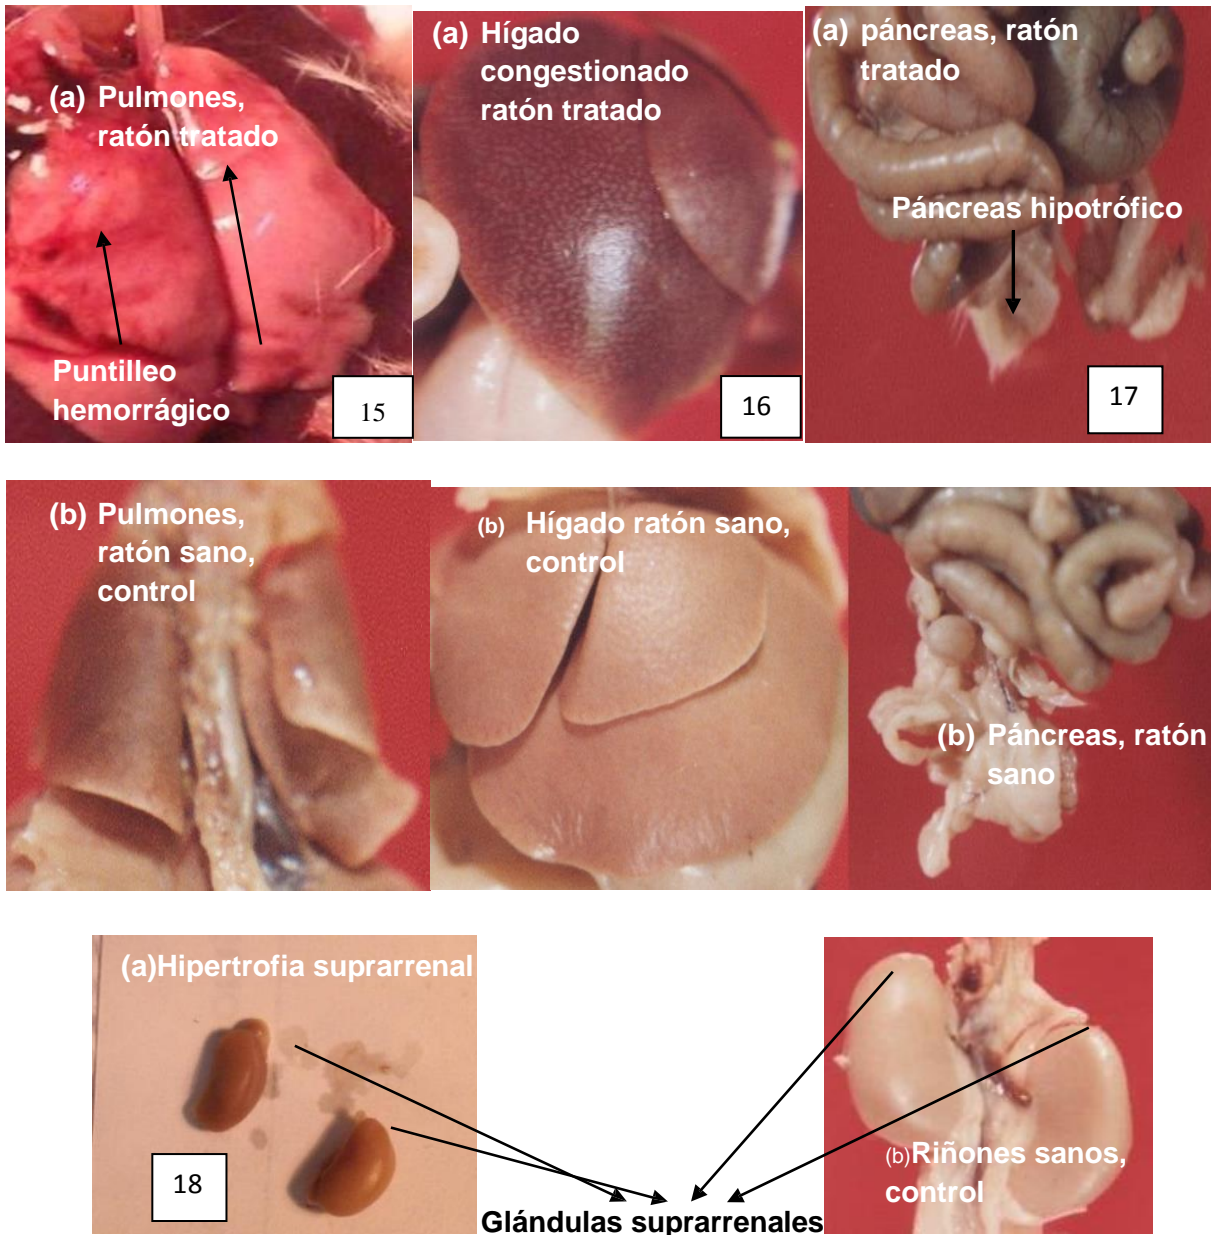 (a) Pulmones,
ratón tratado
Puntilleo
hemorrágico
15
(a) Hígado
congestionado
ratón tratado
16
(a) páncreas, ratón
tratado
Páncreas hipotrófico
17
(b) Pulmones,
ratón sano,
control
(b) Hígado ratón sano,
control
(b) Páncreas, ratón
sano
(a)Hipertrofia suprarrenal
18
(b)Riñones sanos,
control
Glándulas suprarrenales